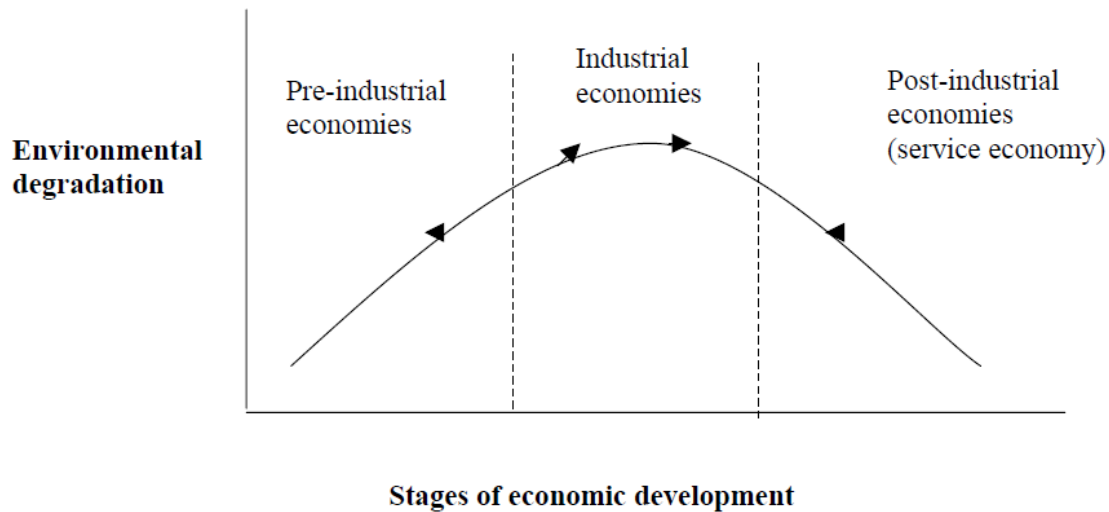 Pre-industrial
economies
Industrial
economies
Post-industrial
economies
(service economy)
Environmental
degradation
Stages of economic development